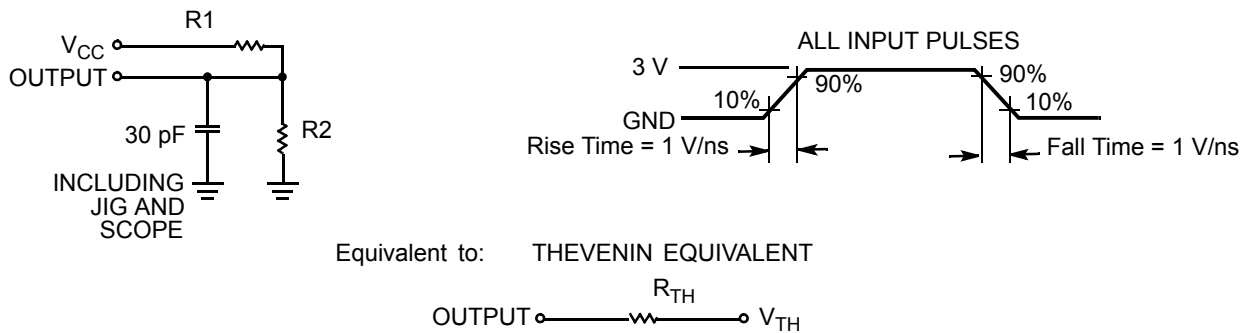 R1
V_CC
OUTPUT
30 pF
R2
INCLUDING
JIG AND
SCOPE
ALL INPUT PULSES
3 V
GND
10%
90%
90%
10%
Rise Time = 1 V/ns
Fall Time = 1 V/ns
Equivalent to: THEVENIN EQUIVALENT
R_TH
OUTPUT
V_TH